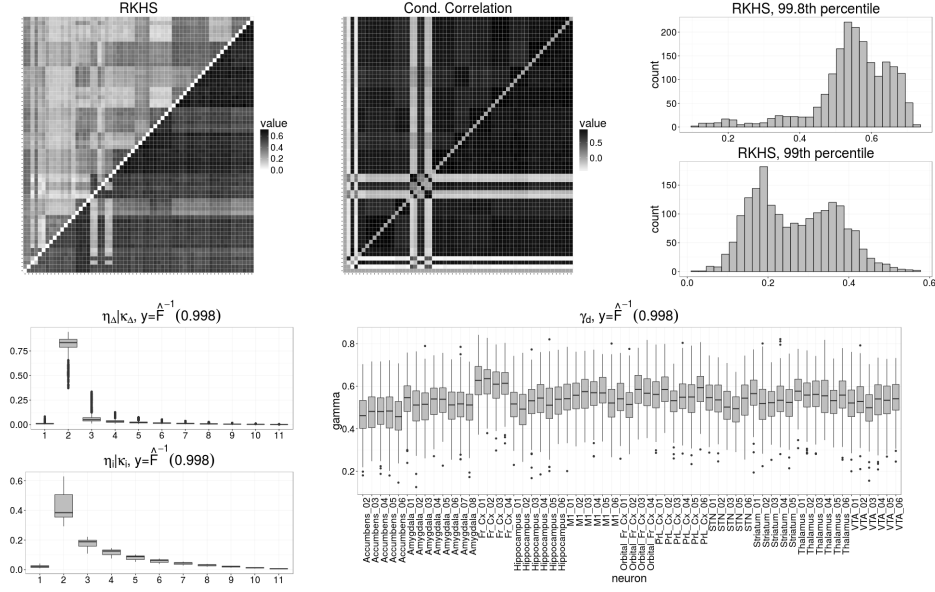 RKHS
value
0.6
0.4
0.2
0.0
Cond. Correlation
value
0.5
0.0
RKHS, 99.8th percentile
count
200
150
100
50
0
0.2 0.4 0.6
RKHS, 99th percentile
count
150
100
50
0
0.0 0.2 0.4 0.6
η_Δ|κ_Δ, y=F̂⁻¹(0.998)
0.75
0.50
0.25
0.00
1 2 3 4 5 6 7 8 9 10 11
η_i|κ_i, y=F̂⁻¹(0.998)
0.6
0.4
0.2
0.0
1 2 3 4 5 6 7 8 9 10 11
γ_d, y=F̂⁻¹(0.998)
gamma
0.8
0.6
0.4
0.2
Accumbens_02
Accumbens_03
Accumbens_04
Accumbens_05
Accumbens_06
Amygdala_01
Amygdala_02
Amygdala_03
Amygdala_04
Amygdala_05
Amygdala_06
Amygdala_07
Amygdala_08
Fr_Cx_01
Fr_Cx_02
Fr_Cx_03
Fr_Cx_04
Hippocampus_01
Hippocampus_02
Hippocampus_03
Hippocampus_04
Hippocampus_05
Hippocampus_06
M1_01
M1_02
M1_03
M1_04
M1_05
M1_06
Orbital_Fr_Cx_01
Orbital_Fr_Cx_02
Orbital_Fr_Cx_03
Orbital_Fr_Cx_04
PrL_Cx_01
PrL_Cx_02
PrL_Cx_03
PrL_Cx_04
PrL_Cx_05
PrL_Cx_06
STN_01
STN_02
STN_03
STN_05
STN_06
Striatum_01
Striatum_02
Striatum_03
Striatum_04
Striatum_05
Thalamus_01
Thalamus_02
Thalamus_03
Thalamus_04
Thalamus_05
Thalamus_06
VTA_01
VTA_02
VTA_03
VTA_04
VTA_05
VTA_06
neuron